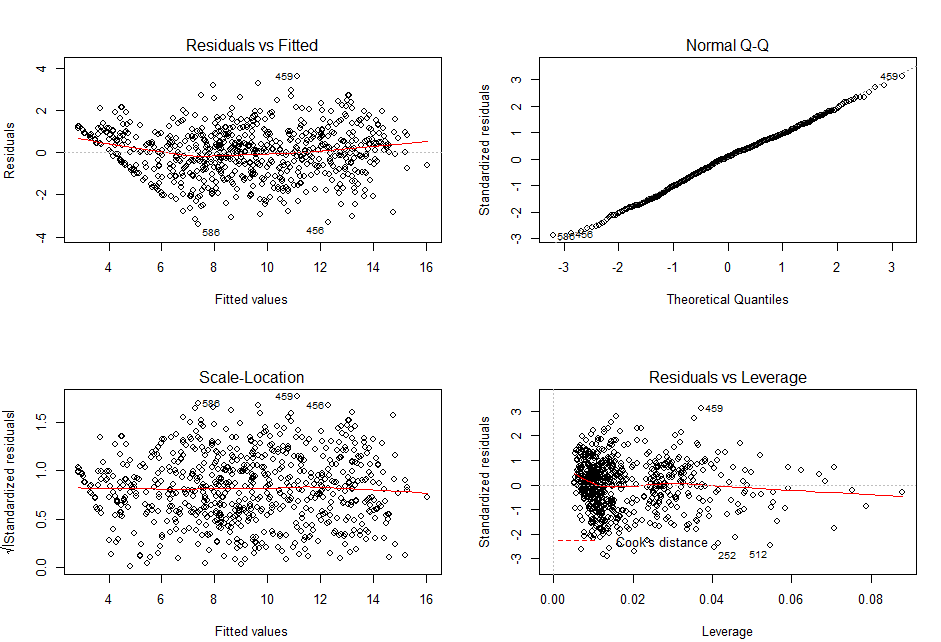 Residuals vs Fitted
Residuals
4
2
0
-2
-4
459
586
456
4 6 8 10 12 14 16
Fitted values
Normal Q-Q
Standardized residuals
3
2
1
0
-1
-2
-3
459
586
456
-3 -2 -1 0 1 2 3
Theoretical Quantiles
Scale-Location
√|Standardized residuals|
1.5
1.0
0.5
0.0
586
459
456
4 6 8 10 12 14 16
Fitted values
Residuals vs Leverage
Standardized residuals
3
2
1
0
-1
-2
-3
459
Cook's distance
252
512
0.00 0.02 0.04 0.06 0.08
Leverage